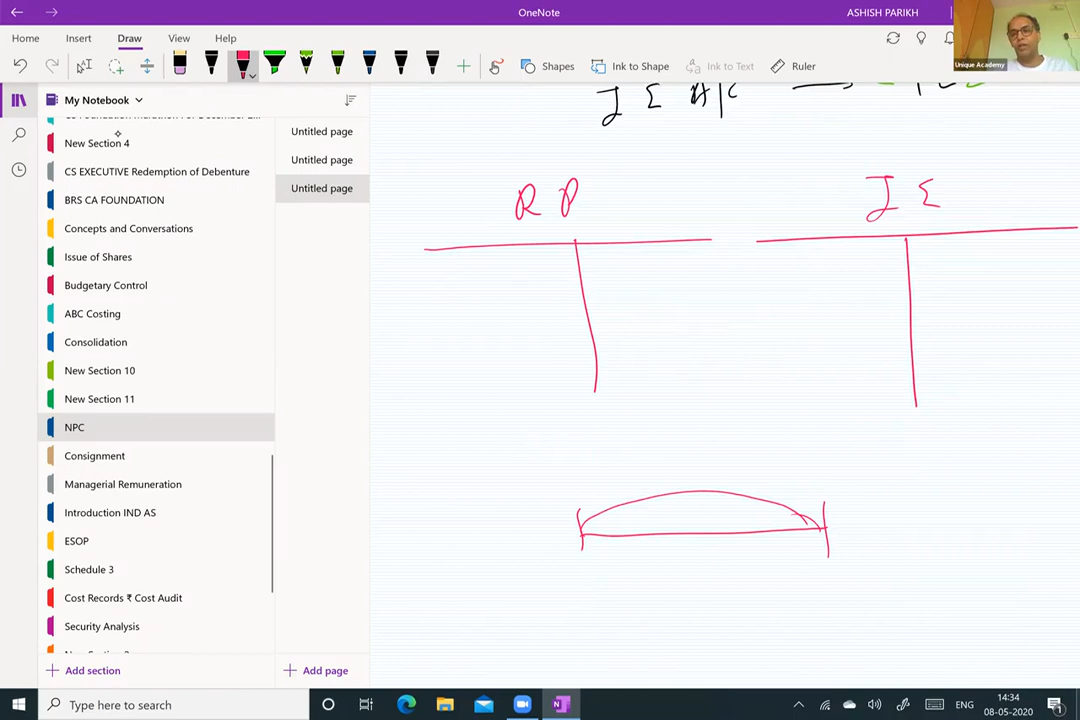 OneNote
ASHISH PARIKH
Home
Insert
Draw
View
Help
Shapes
Ink to Shape
Ink to Text
Ruler
Unique Academy
My Notebook
New Section 4
CS EXECUTIVE Redemption of Debenture
BRS CA FOUNDATION
Concepts and Conversations
Issue of Shares
Budgetary Control
ABC Costing
Consolidation
New Section 10
New Section 11
NPC
Consignment
Managerial Remuneration
Introduction IND AS
ESOP
Schedule 3
Cost Records ₹ Cost Audit
Security Analysis
Add section
Untitled page
Untitled page
Untitled page
Add page
I E A/C
R P
I E
Type here to search
ENG
14:34
08-05-2020
1